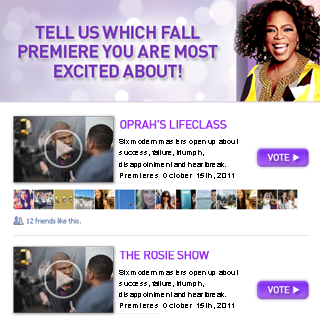 TELL US WHICH FALL
PREMIERE YOU ARE MOST
EXCITED ABOUT!
OPRAH'S LIFECLASS
Six modern masters open up about
success, failure, triumph,
disappointment and heartbreak.
Premieres October 15th, 2011
VOTE
12 friends like this.
THE ROSIE SHOW
Six modern masters open up about
success, failure, triumph,
disappointment and heartbreak.
Premieres October 15th, 2011
VOTE